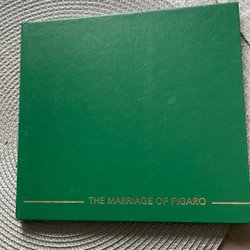 THE MARRIAGE OF FIGARO